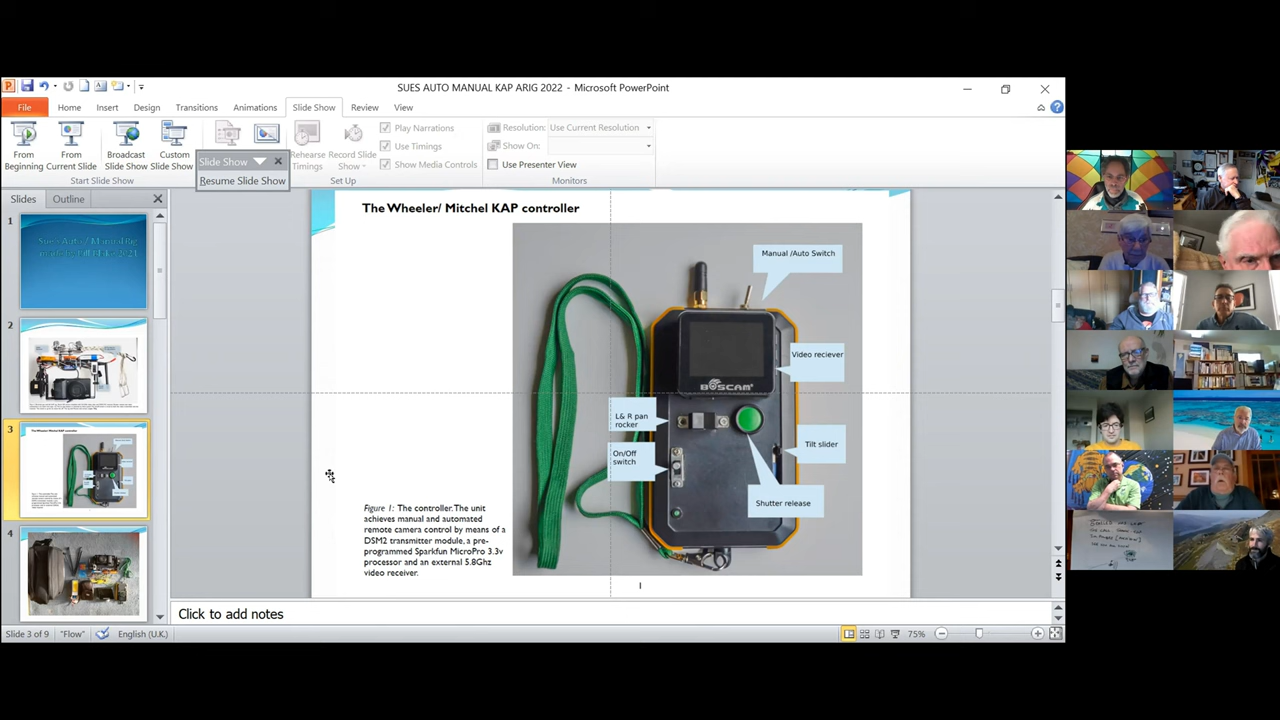 SUES AUTO MANUAL KAP ARIG 2022 - Microsoft PowerPoint
File Home Insert Design Transitions Animations Slide Show Review View
From Beginning
From Current Slide
Broadcast Slide Show
Custom Slide Show
Slide Show
Resume Slide Show
Rehearse Timings
Record Slide Show
Play Narrations
Use Timings
Show Media Controls
Resolution: Use Current Resolution
Show On:
Use Presenter View
Start Slide Show
Set Up
Monitors
Slides
Outline
1
2
3
4
The Wheeler/ Mitchel KAP controller
Manual /Auto Switch
Video reciever
BOSCAM
L& R pan
rocker
On/Off
switch
Tilt slider
Shutter release
Figure 1: The controller. The unit
achieves manual and automated
remote camera control by means of a
DSM2 transmitter module, a pre-
programmed Sparkfun MicroPro 3.3v
processor and an external 5.8Ghz
video receiver.
1
Click to add notes
Slide 3 of 9
"Flow"
English (U.K.)
75%